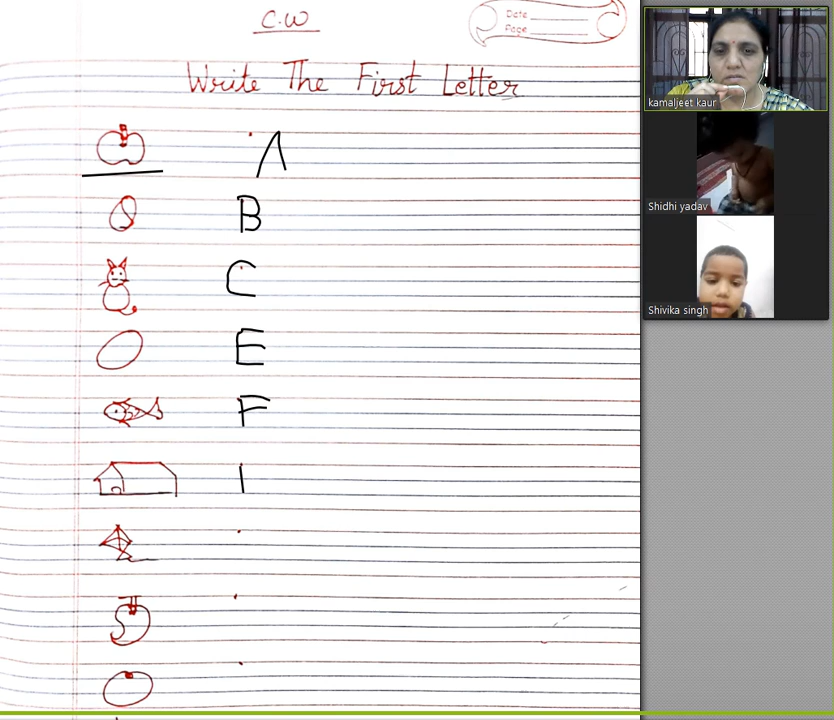 C.W
Date
Page
Write The First Letter
A
B
C
E
F
I
kamaljeet kaur
Shidhi yadav
Shivika singh